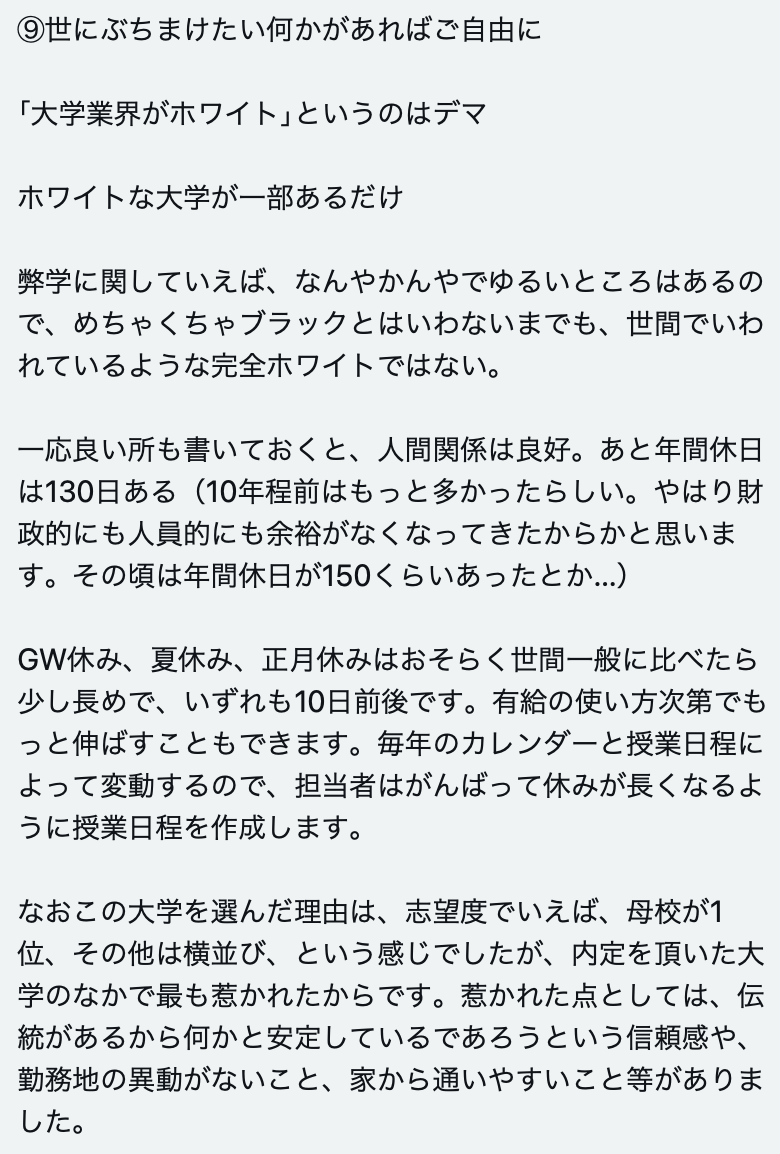 ⑨世にぶちまけたい何かがあればご自由に
「大学業界がホワイト」というのはデマ
ホワイトな大学が一部あるだけ
弊学に関していえば、なんやかんやでゆるいところはあるの
で、めちゃくちゃブラックとはいわないまでも、世間でいわ
れているような完全ホワイトではない。
一応良い所も書いておくと、人間関係は良好。あと年間休日
は130日ある（10年程前はもっと多かったらしい。やはり財
政的にも人員的にも余裕がなくなってきたからかと思いま
す。その頃は年間休日が150くらいあったとか...）
GW休み、夏休み、正月休みはおそらく世間一般に比べたら
少し長めで、いずれも10日前後です。有給の使い方次第でも
っと伸ばすこともできます。毎年のカレンダーと授業日程に
よって変動するので、担当者はがんばって休みが長くなるよ
うに授業日程を作成します。
なおこの大学を選んだ理由は、志望度でいえば、母校が1
位、その他は横並び、という感じでしたが、内定を頂いた大
学のなかで最も惹かれたからです。惹かれた点としては、伝
統があるから何かと安定しているであろうという信頼感や、
勤務地の異動がないこと、家から通いやすいこと等がありま
した。